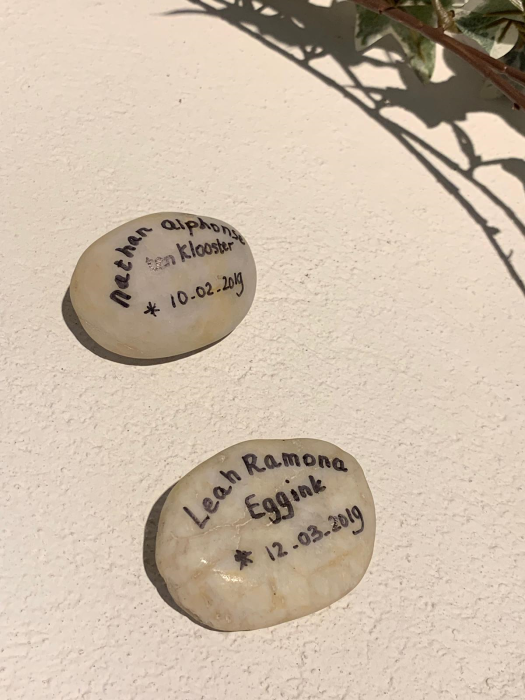 nathan alphonse
ten Klooster
* 10-02-2019
Leah Ramona
Eggink
* 12-03-2019